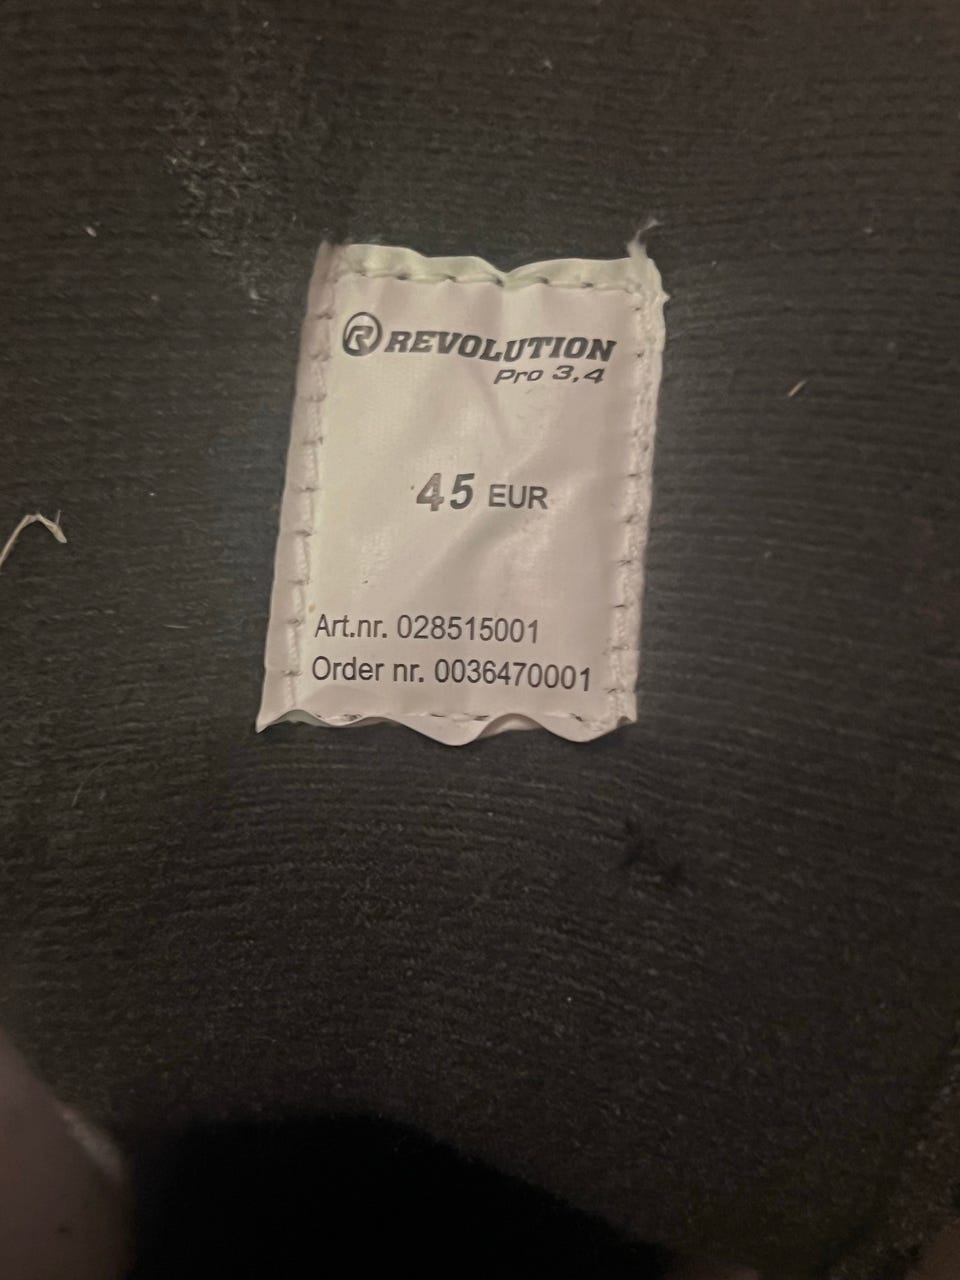 R REVOLUTION
Pro 3,4
45 EUR
Art.nr. 028515001
Order nr. 0036470001